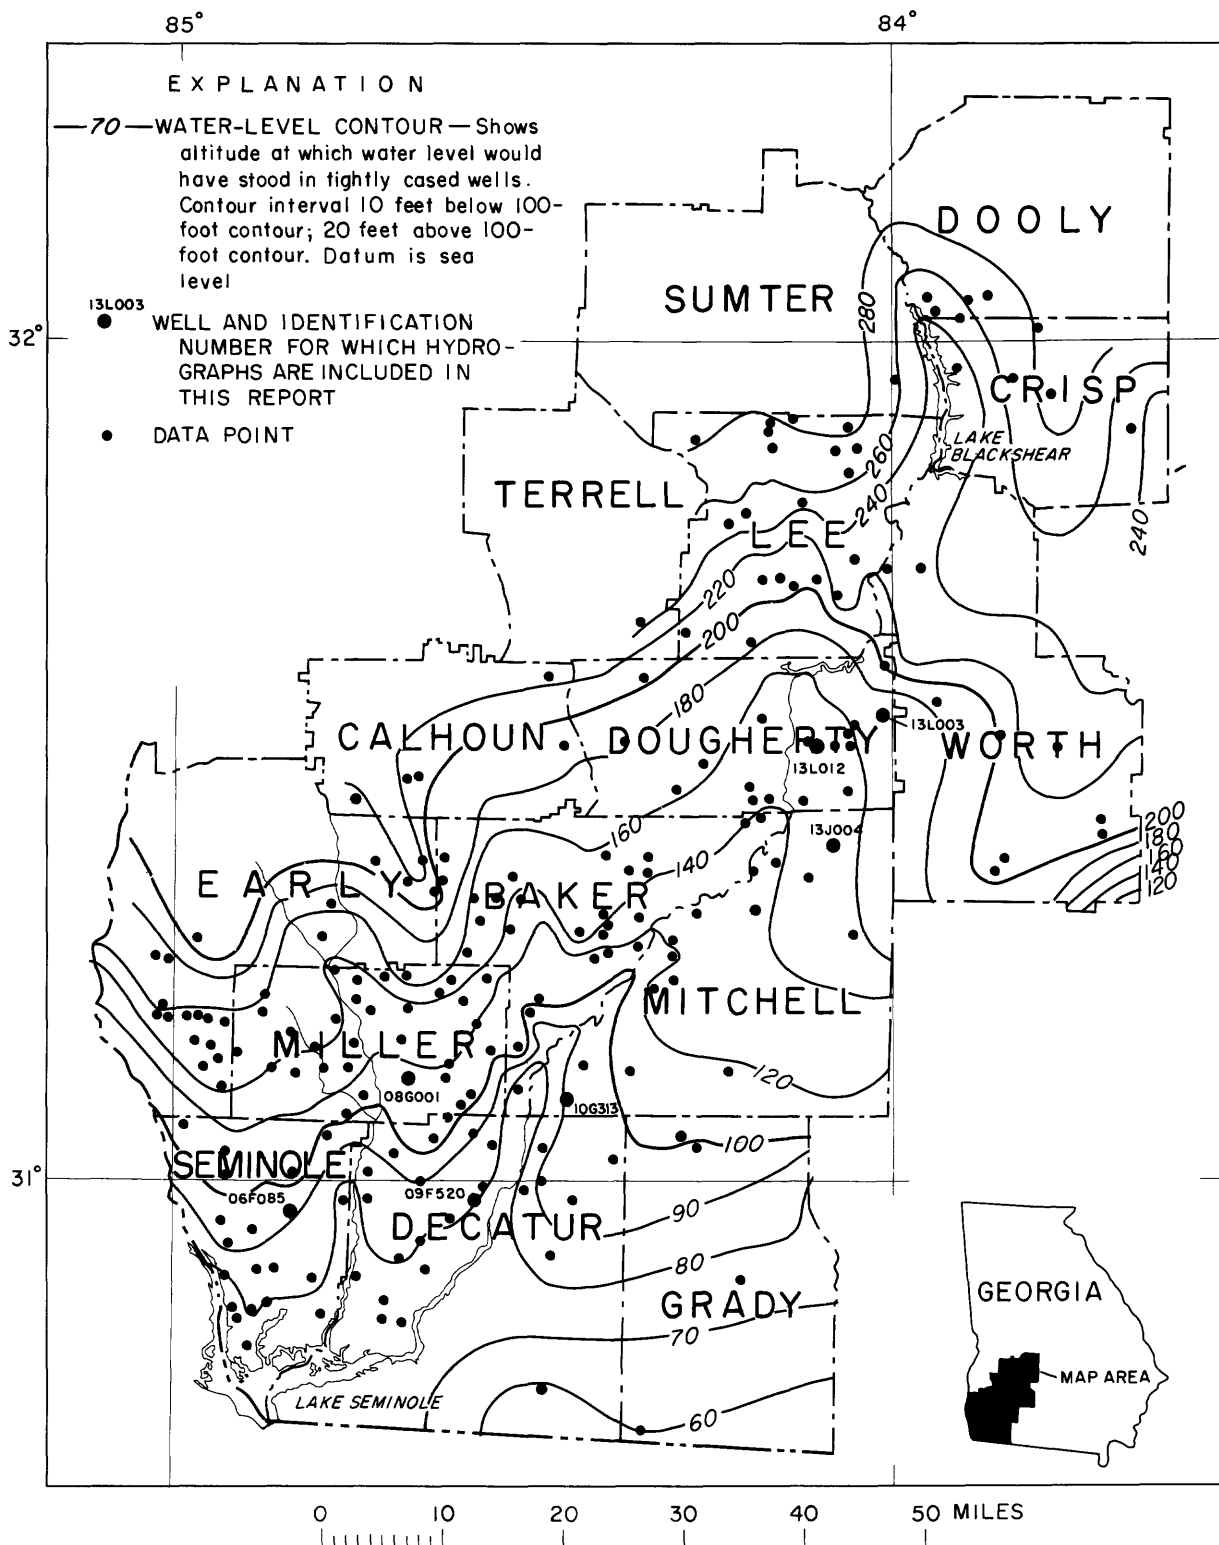 85° 84°
EXPLANATION
—70—WATER-LEVEL CONTOUR—Shows
altitude at which water level would
have stood in tightly cased wells.
Contour interval 10 feet below 100-
foot contour; 20 feet above 100-
foot contour. Datum is sea
level
13L003
WELL AND IDENTIFICATION
NUMBER FOR WHICH HYDRO-
GRAPHS ARE INCLUDED IN
THIS REPORT
DATA POINT
DOOLY
SUMTER
280
32°
CRISP
LAKE
BLACKSHEAR
260
TERRELL
240
LEE
240
220
200
180
13L003
CALHOUN
DOUGHERTY
WORTH
13L012
160
13J004
140
200
180
160
140
120
EARLY
BAKER
MITCHELL
MILLER
120
08G001
10G313
100
SEMINOLE
31°
09F520
06F085
90
DECATUR
80
GEORGIA
GRADY
70
MAP AREA
LAKE SEMINOLE
60
0 10 20 30 40 50 MILES